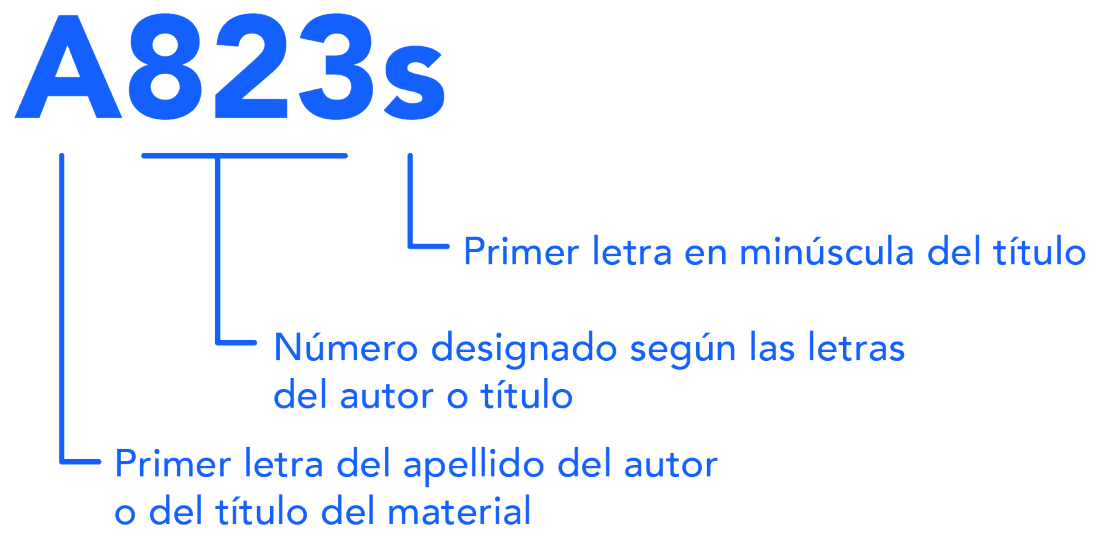 A823s
Primer letra en minúscula del título
Número designado según las letras
del autor o título
Primer letra del apellido del autor
o del título del material